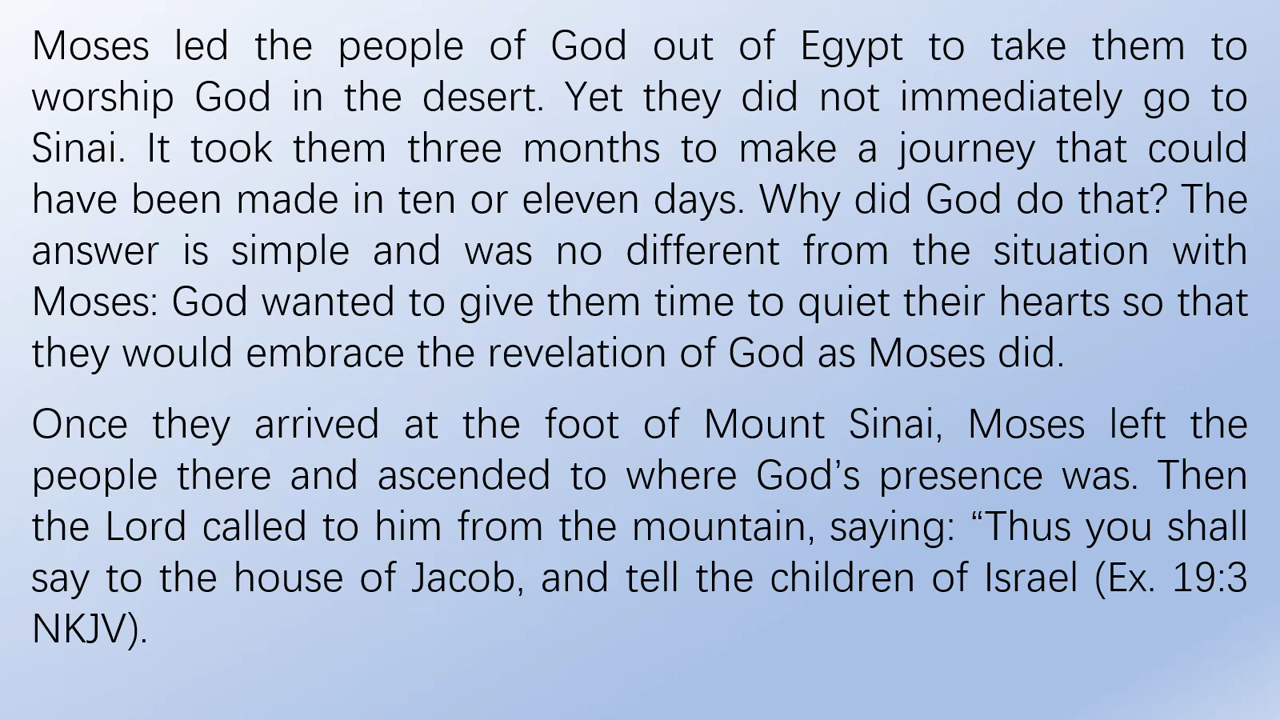 Moses led the people of God out of Egypt to take them to
worship God in the desert. Yet they did not immediately go to
Sinai. It took them three months to make a journey that could
have been made in ten or eleven days. Why did God do that? The
answer is simple and was no different from the situation with
Moses: God wanted to give them time to quiet their hearts so that
they would embrace the revelation of God as Moses did.
Once they arrived at the foot of Mount Sinai, Moses left the
people there and ascended to where God’s presence was. Then
the Lord called to him from the mountain, saying: “Thus you shall
say to the house of Jacob, and tell the children of Israel (Ex. 19:3
NKJV).